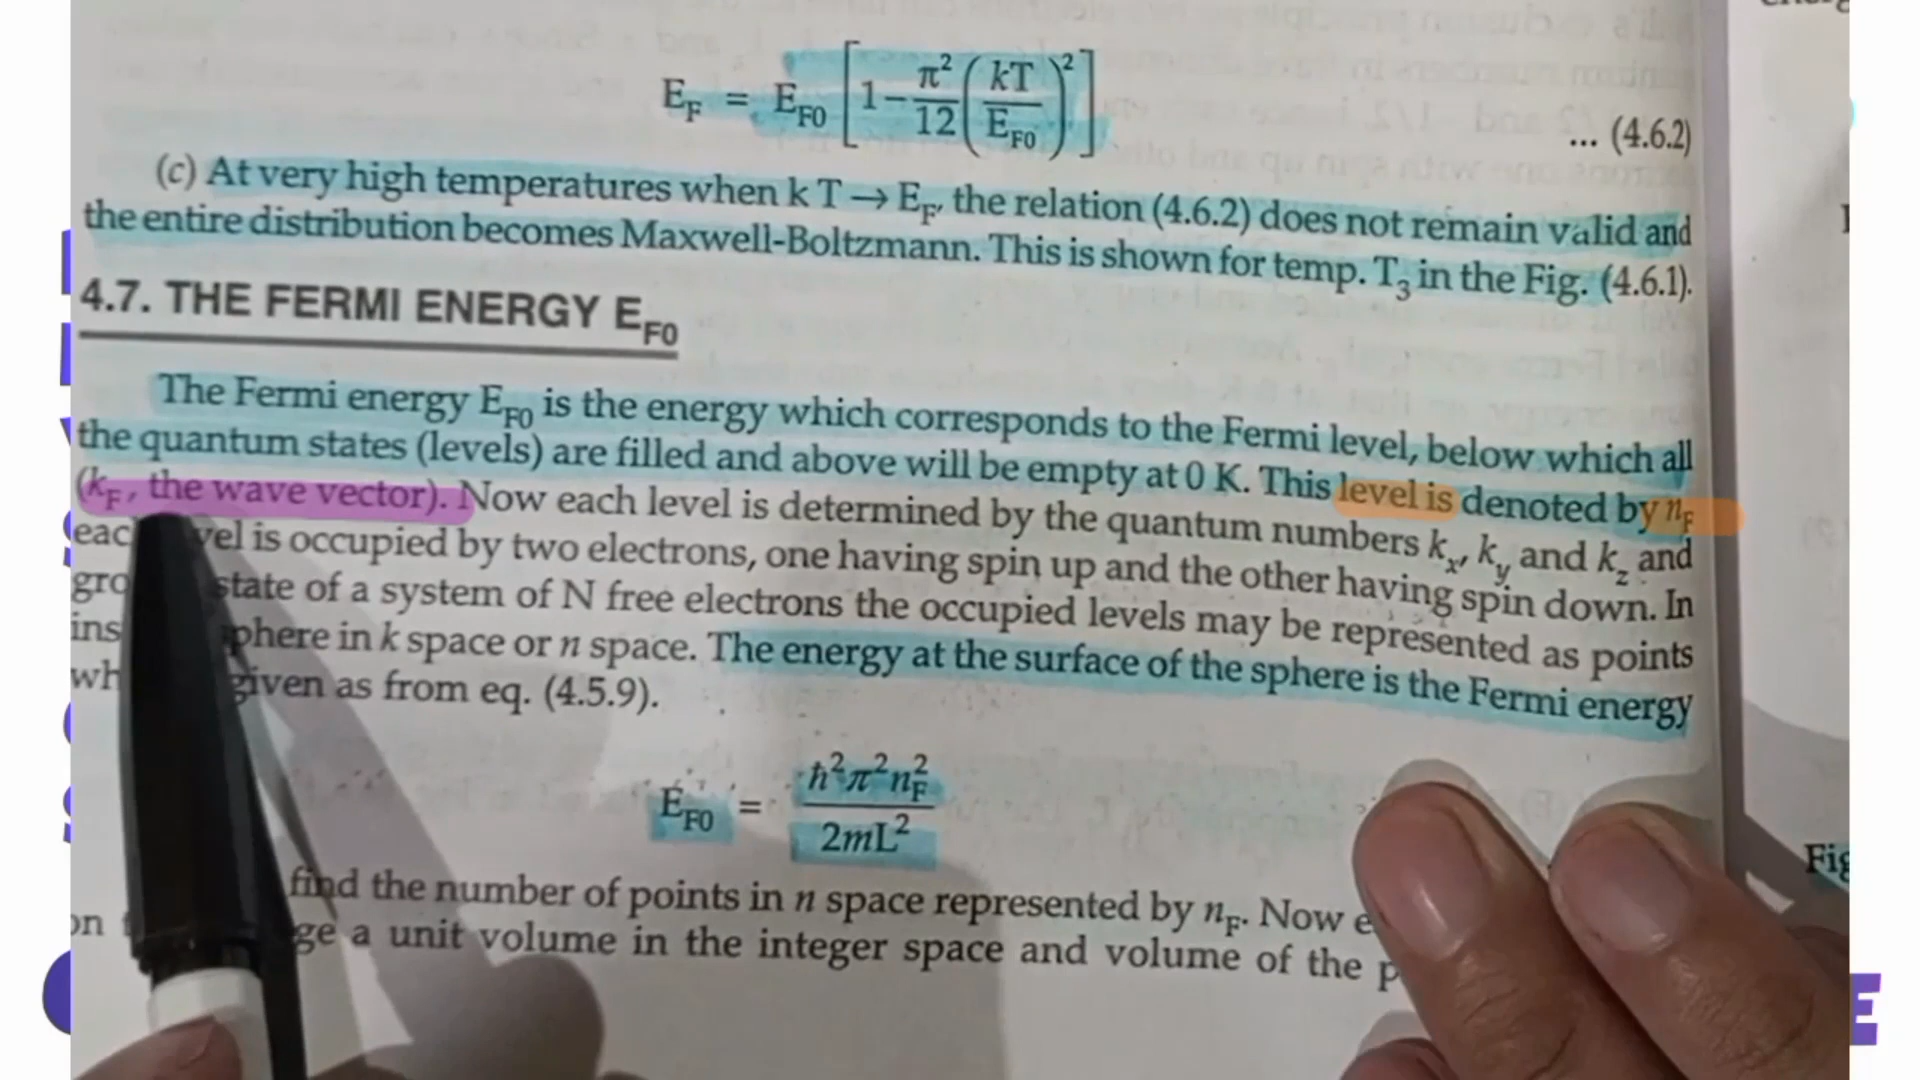 E_F = E_F0 [1 − π²/12 (kT/E_F0)²] ... (4.6.2)
(c) At very high temperatures when k T → E_F, the relation (4.6.2) does not remain valid and
the entire distribution becomes Maxwell-Boltzmann. This is shown for temp. T₃ in the Fig. (4.6.1).
4.7. THE FERMI ENERGY E_F0
The Fermi energy E_F0 is the energy which corresponds to the Fermi level, below which all
the quantum states (levels) are filled and above will be empty at 0 K. This level is denoted by n_F
(k_F, the wave vector). Now each level is determined by the quantum numbers k_x, k_y and k_z and
is occupied by two electrons, one having spin up and the other having spin down. In
state of a system of N free electrons the occupied levels may be represented as points
sphere in k space or n space. The energy at the surface of the sphere is the Fermi energy
given as from eq. (4.5.9).
E_F0 = ħ²π²n_F² / 2mL²
find the number of points in n space represented by n_F. Now
a unit volume in the integer space and volume of the
Fig